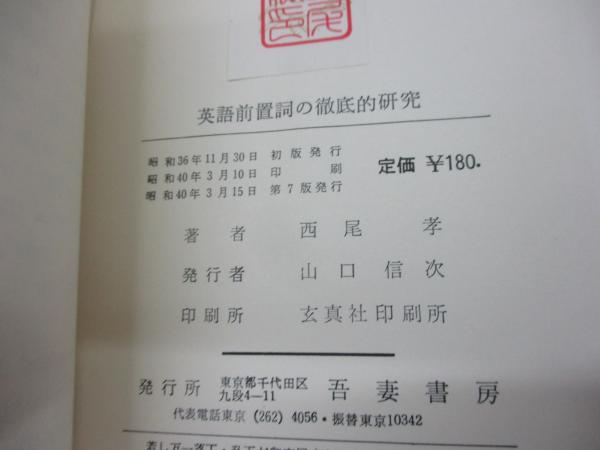 英語前置詞の徹底的研究
昭和36年11月30日 初版発行
昭和40年3月10日 印刷
昭和40年3月15日 第7版発行
定価 ¥180.
著者 西尾孝
発行者 山口信次
印刷所 玄真社印刷所
発行所 東京都千代田区九段4—11 吾妻書房
代表電話東京 (262) 4056・振替東京10342